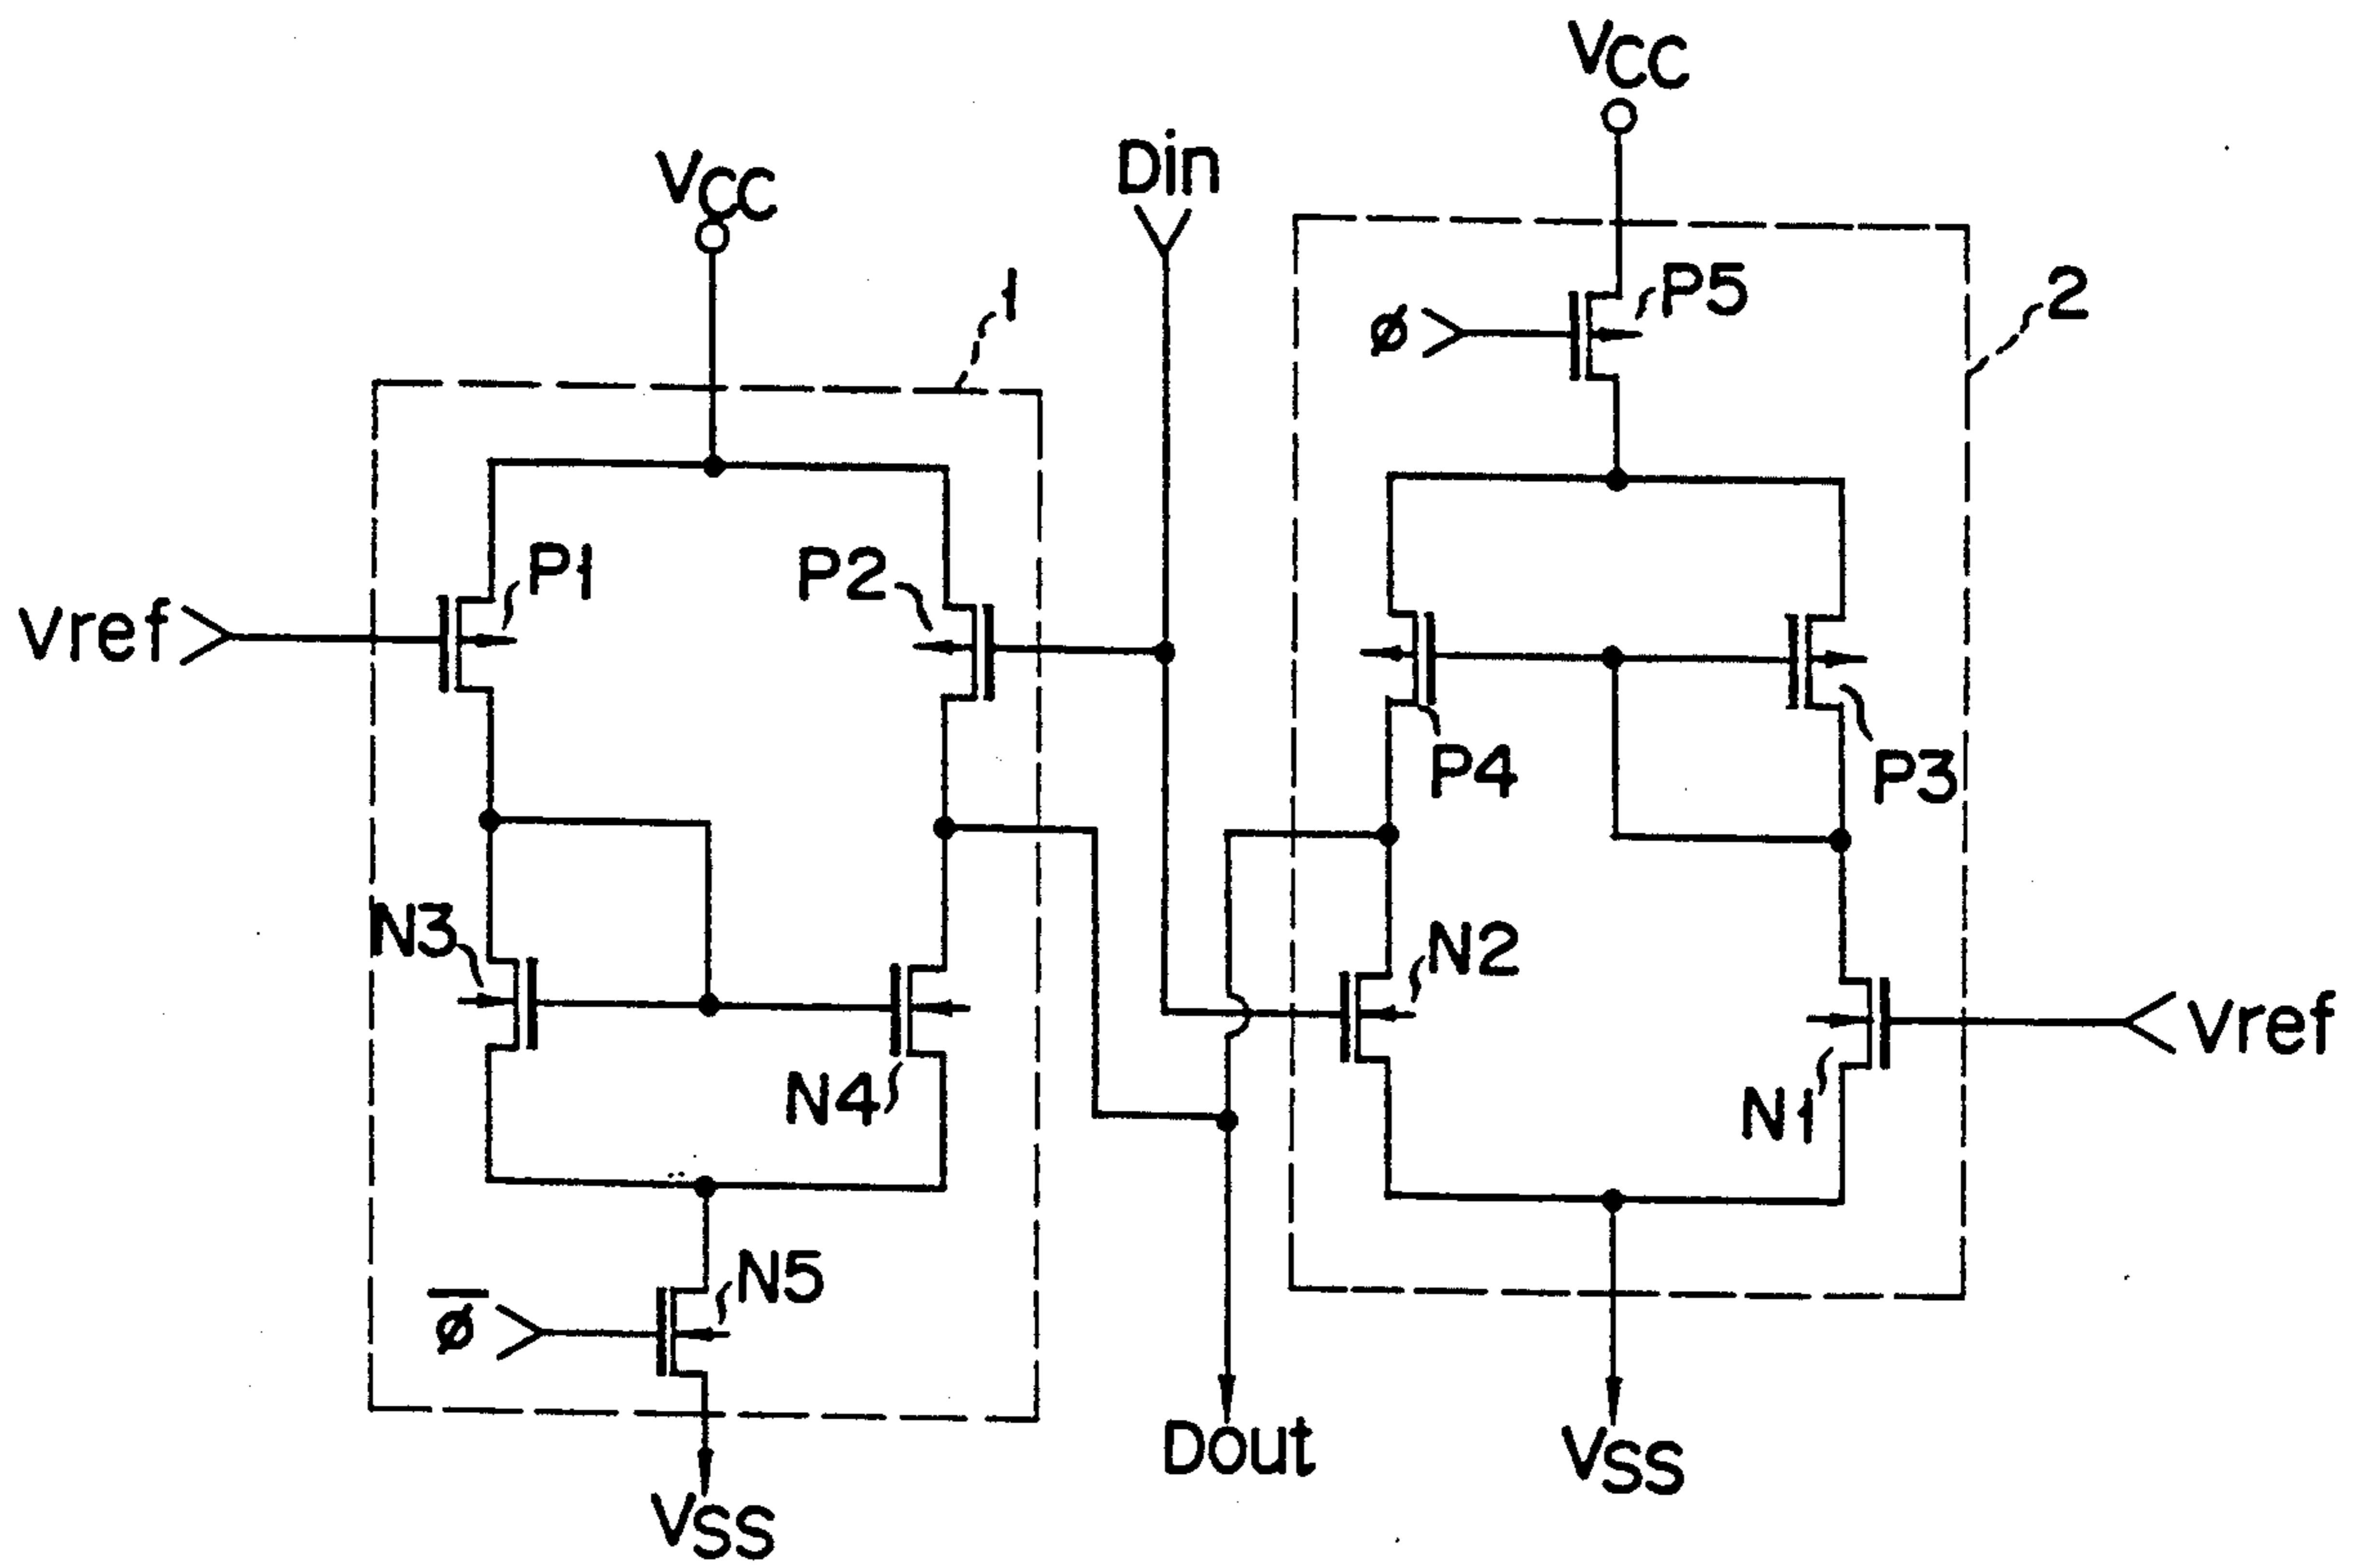 VCC
VCC
Din
1
P5
ø
2
P1
P2
Vref
P4
P3
N3
N2
Vref
N4
N1
N5
ø̅
Dout
VSS
VSS